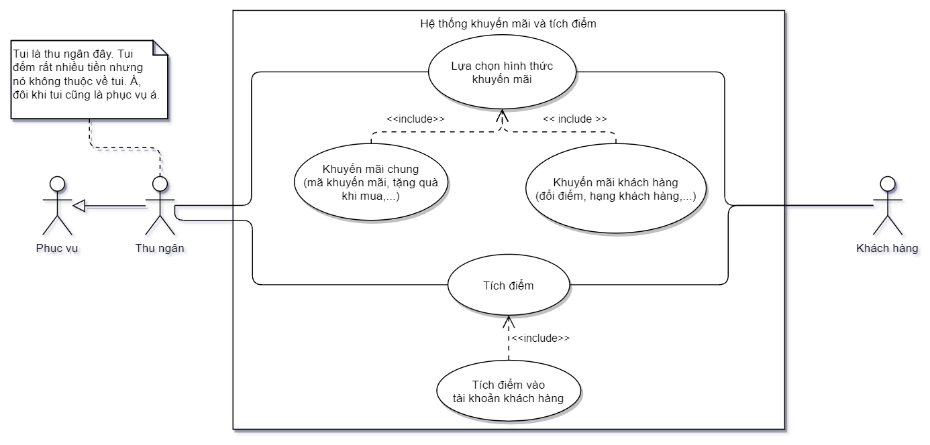 Hệ thống khuyến mãi và tích điểm
Tui là thu ngân đây. Tui
đếm rất nhiều tiền nhưng
nó không thuộc về tui. À,
đôi khi tui cũng là phục vụ á.
Lựa chọn hình thức
khuyến mãi
<<include>>
<< include >>
Khuyến mãi chung
(mã khuyến mãi, tặng quà
khi mua,...)
Khuyến mãi khách hàng
(đổi điểm, hạng khách hàng,...)
Phục vụ
Thu ngân
Khách hàng
Tích điểm
<<include>>
Tích điểm vào
tài khoản khách hàng